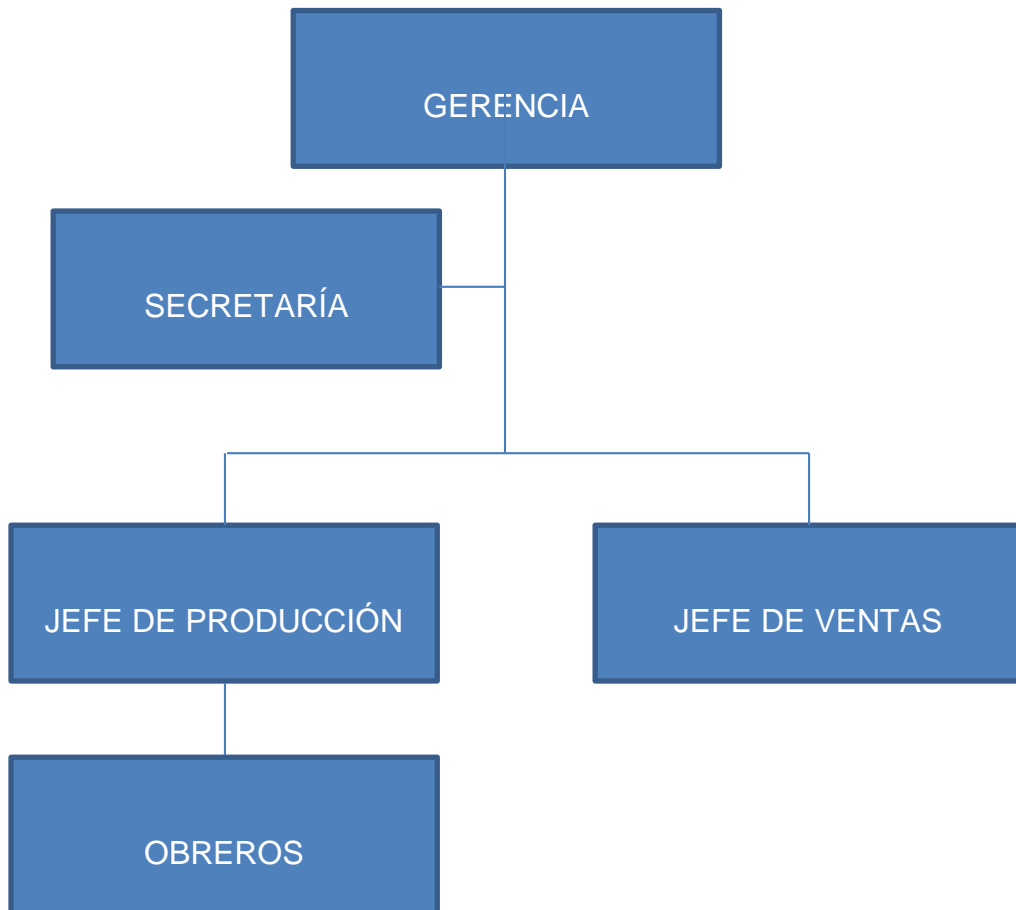 GERENCIA
SECRETARÍA
JEFE DE PRODUCCIÓN
JEFE DE VENTAS
OBREROS